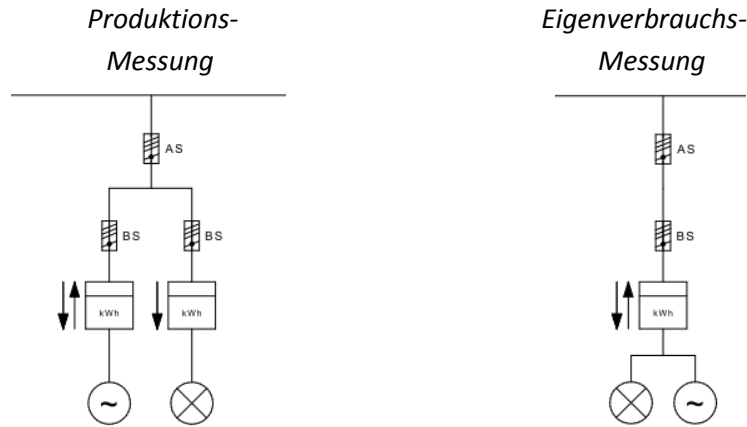 Produktions-
Messung
Eigenverbrauchs-
Messung
AS
AS
BS
BS
BS
kWh
kWh
kWh
~
~